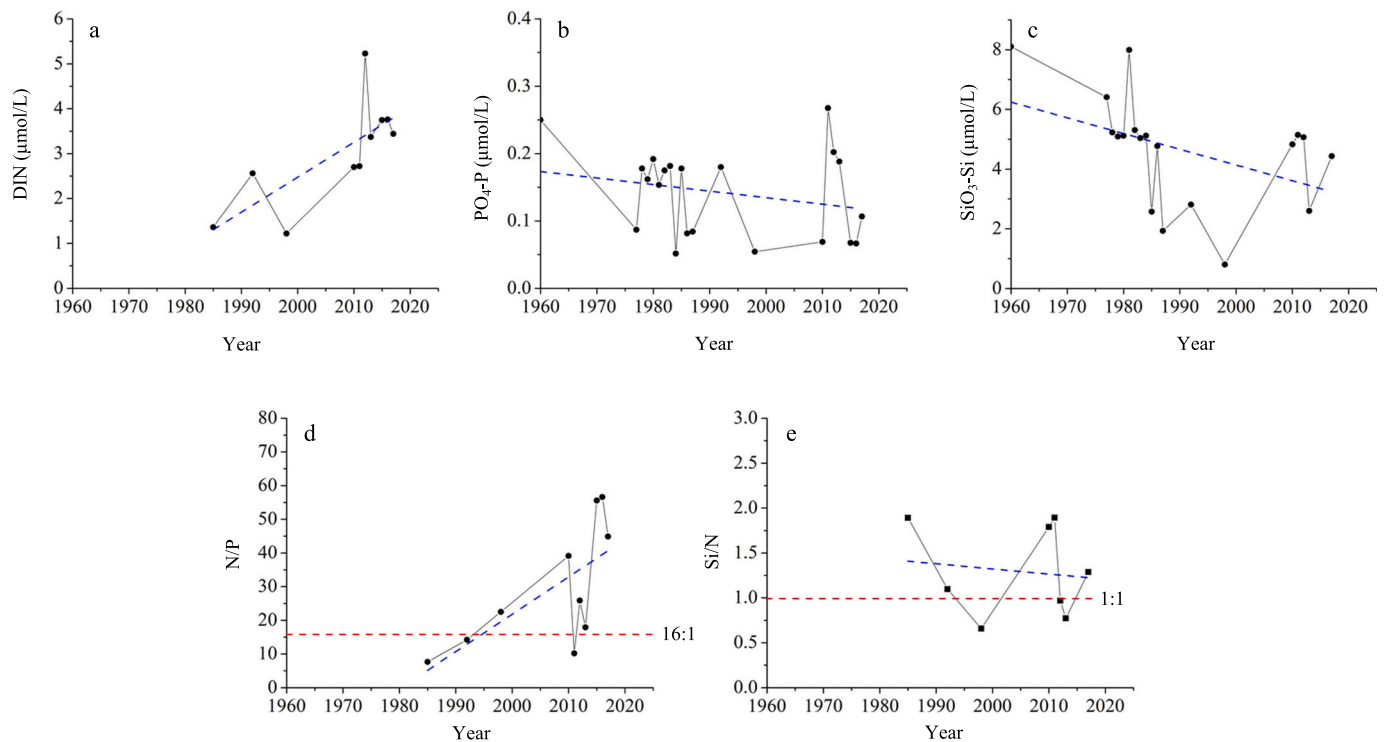 a
DIN (μmol/L)
6
5
4
3
2
1
0
1960 1970 1980 1990 2000 2010 2020
Year
b
PO4-P (μmol/L)
0.4
0.3
0.2
0.1
0.0
1960 1970 1980 1990 2000 2010 2020
Year
c
SiO3-Si (μmol/L)
8
6
4
2
0
1960 1970 1980 1990 2000 2010 2020
Year
d
N/P
80
70
60
50
40
30
20
10
0
16:1
1960 1970 1980 1990 2000 2010 2020
Year
e
Si/N
3.0
2.5
2.0
1.5
1.0
0.5
0.0
1:1
1960 1970 1980 1990 2000 2010 2020
Year